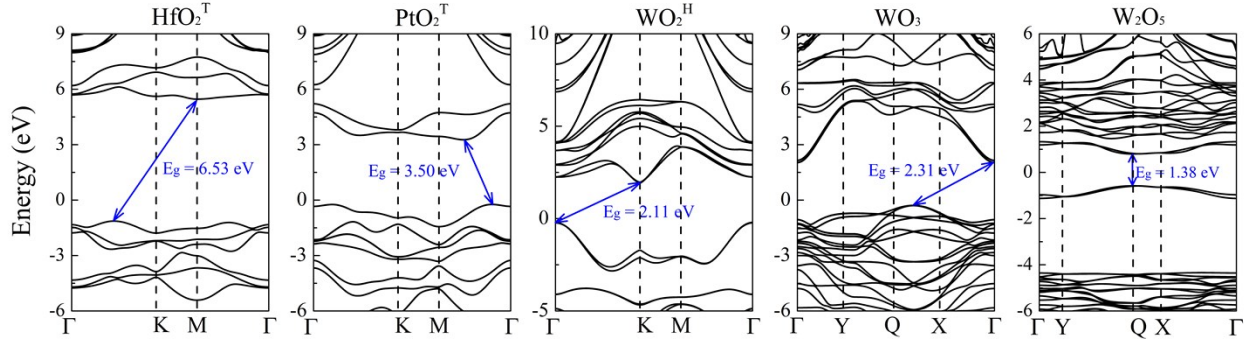 HfO₂ᵀ PtO₂ᵀ WO₂ᴴ WO₃ W₂O₅
Energy (eV)
9
6
3
0
-3
-6
Γ K M Γ
Eg = 6.53 eV
9
6
3
0
-3
-6
Γ K M Γ
Eg = 3.50 eV
10
5
0
-5
Γ K M Γ
Eg = 2.11 eV
9
6
3
0
-3
-6
Γ Y Q X Γ
Eg = 2.31 eV
6
4
2
0
-2
-4
-6
Γ Y Q X Γ
Eg = 1.38 eV